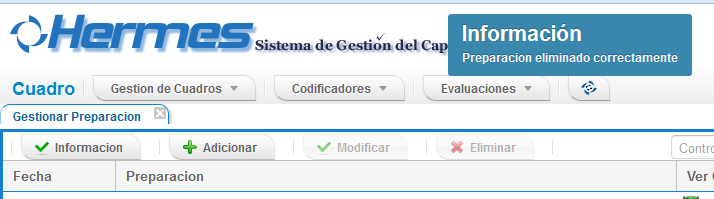 Hermes
Sistema de Gestión del Cap
Información
Preparacion eliminado correctamente
Cuadro
Gestion de Cuadros
Codificadores
Evaluaciones
Gestionar Preparacion
Informacion
Adicionar
Modificar
Eliminar
Contro
Fecha
Preparacion
Ver